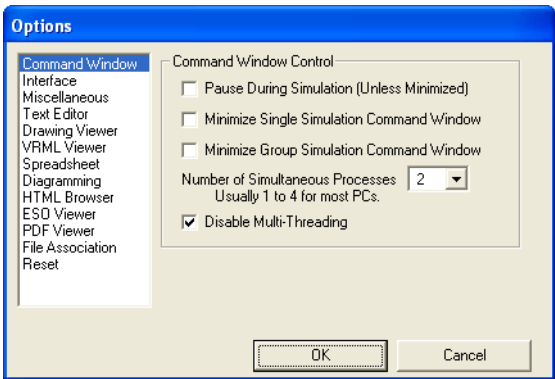 Options
Command Window
Interface
Miscellaneous
Text Editor
Drawing Viewer
VRML Viewer
Spreadsheet
Diagramming
HTML Browser
ESO Viewer
PDF Viewer
File Association
Reset
Command Window Control
Pause During Simulation (Unless Minimized)
Minimize Single Simulation Command Window
Minimize Group Simulation Command Window
Number of Simultaneous Processes 2
Usually 1 to 4 for most PCs.
Disable Multi-Threading
OK Cancel